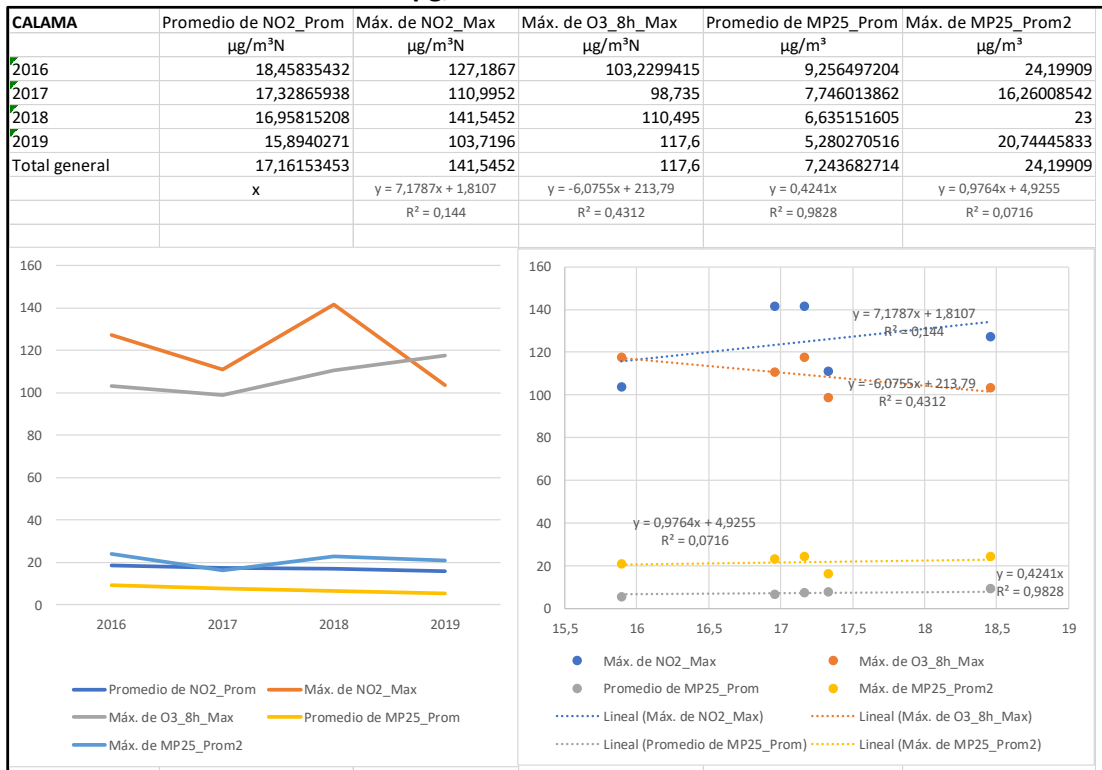 CALAMA Promedio de NO2_Prom Máx. de NO2_Max Máx. de O3_8h_Max Promedio de MP25_Prom Máx. de MP25_Prom2
µg/m³N µg/m³N µg/m³N µg/m³ µg/m³
2016 18,45835432 127,1867 103,2299415 9,256497204 24,19909
2017 17,32865938 110,9952 98,735 7,746013862 16,26008542
2018 16,95815208 141,5452 110,495 6,635151605 23
2019 15,8940271 103,7196 117,6 5,280270516 20,74445833
Total general 17,16153453 141,5452 117,6 7,243682714 24,19909
x y = 7,1787x + 1,8107 y = -6,0755x + 213,79 y = 0,4241x y = 0,9764x + 4,9255
R² = 0,144 R² = 0,4312 R² = 0,9828 R² = 0,0716
160
140
120
100
80
60
40
20
0
2016 2017 2018 2019
Promedio de NO2_Prom Máx. de NO2_Max
Máx. de O3_8h_Max Promedio de MP25_Prom
Máx. de MP25_Prom2
160
140
120
100
80
60
40
20
0
y = 7,1787x + 1,8107
R² = 0,144
y = -6,0755x + 213,79
R² = 0,4312
y = 0,9764x + 4,9255
R² = 0,0716
y = 0,4241x
R² = 0,9828
15,5 16 16,5 17 17,5 18 18,5 19
Máx. de NO2_Max Máx. de O3_8h_Max
Promedio de MP25_Prom Máx. de MP25_Prom2
Lineal (Máx. de NO2_Max) Lineal (Máx. de O3_8h_Max)
Lineal (Promedio de MP25_Prom) Lineal (Máx. de MP25_Prom2)